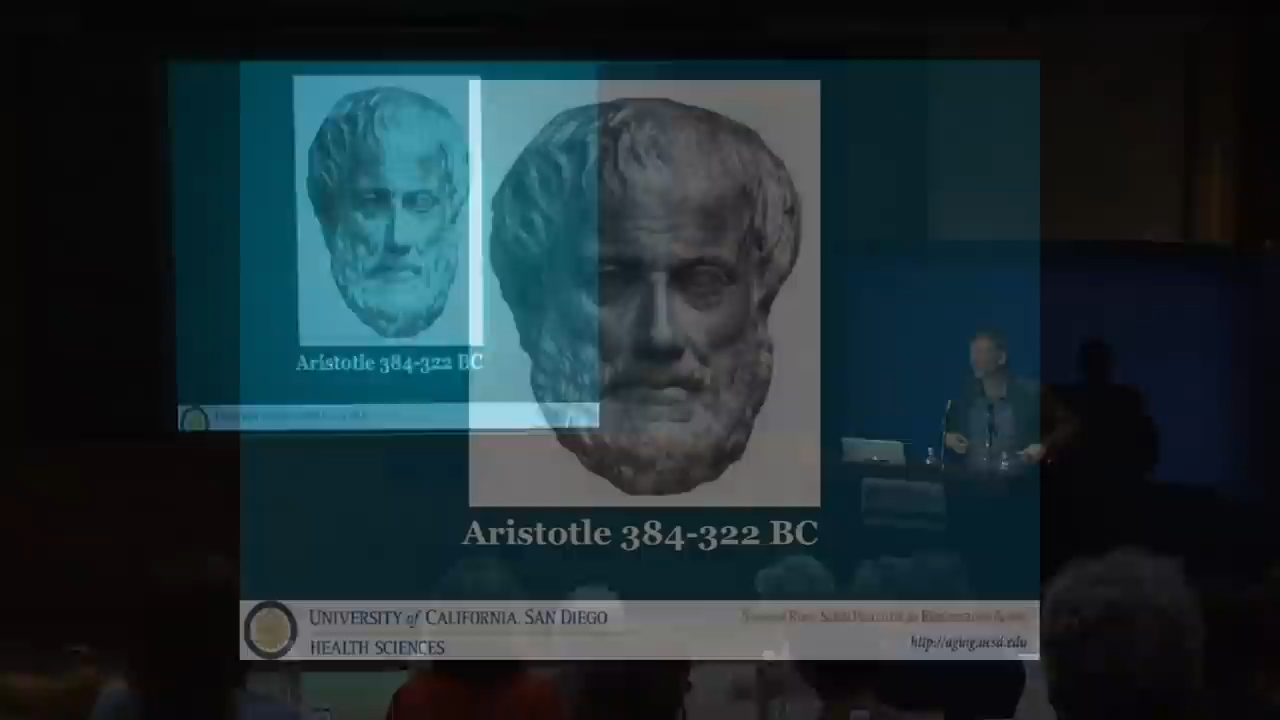 Aristotle 384-322 BC
Aristotle 384-322 BC
UNIVERSITY of CALIFORNIA, SAN DIEGO
HEALTH SCIENCES
http://aging.ucsd.edu